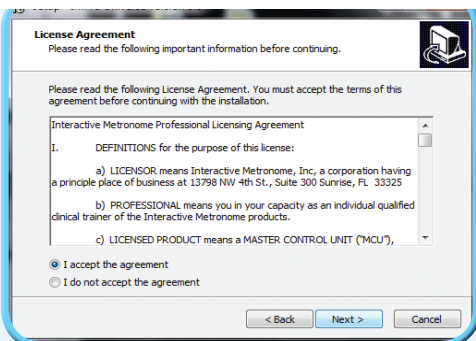 License Agreement
Please read the following important information before continuing.
Please read the following License Agreement. You must accept the terms of this
agreement before continuing with the installation.
Interactive Metronome Professional Licensing Agreement
I. DEFINITIONS for the purpose of this license:
a) LICENSOR means Interactive Metronome, Inc, a corporation having
a principle place of business at 13798 NW 4th St., Suite 300 Sunrise, FL 33325
b) PROFESSIONAL means you in your capacity as an individual qualified
clinical trainer of the Interactive Metronome products.
c) LICENSED PRODUCT means a MASTER CONTROL UNIT ("MCU"),
I accept the agreement
I do not accept the agreement
< Back Next > Cancel